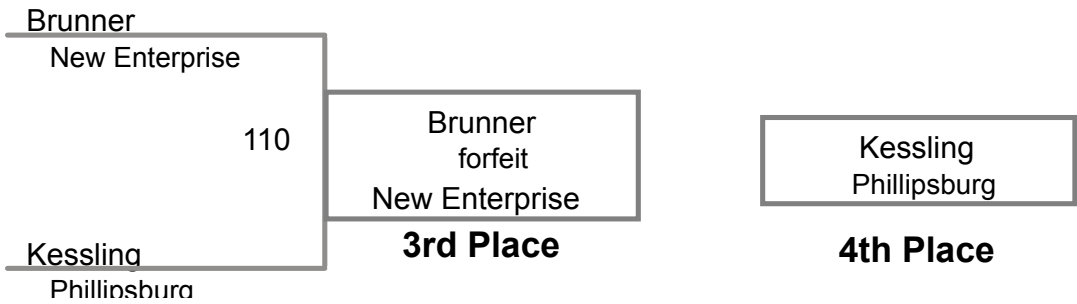 Brunner
New Enterprise
110
Brunner
forfeit
New Enterprise
3rd Place
Kessling
Phillipsburg
Kessling
Phillipsburg
4th Place